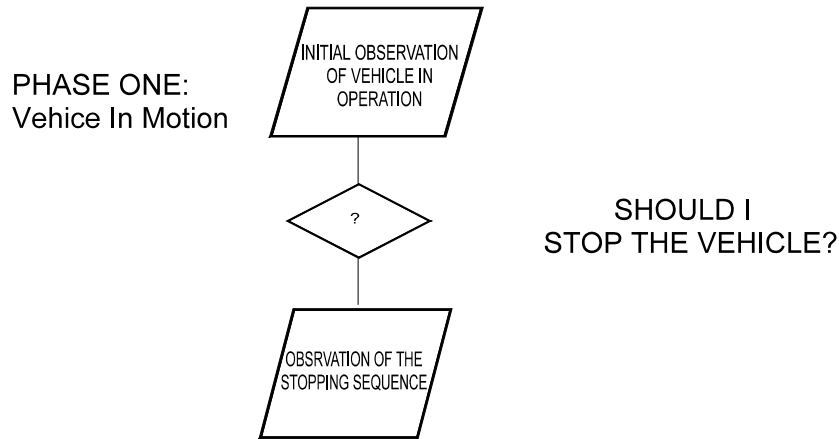 INITIAL OBSERVATION
OF VEHICLE IN
OPERATION
PHASE ONE:
Vehice In Motion
?
SHOULD I
STOP THE VEHICLE?
OBSRVATION OF THE
STOPPING SEQUENCE